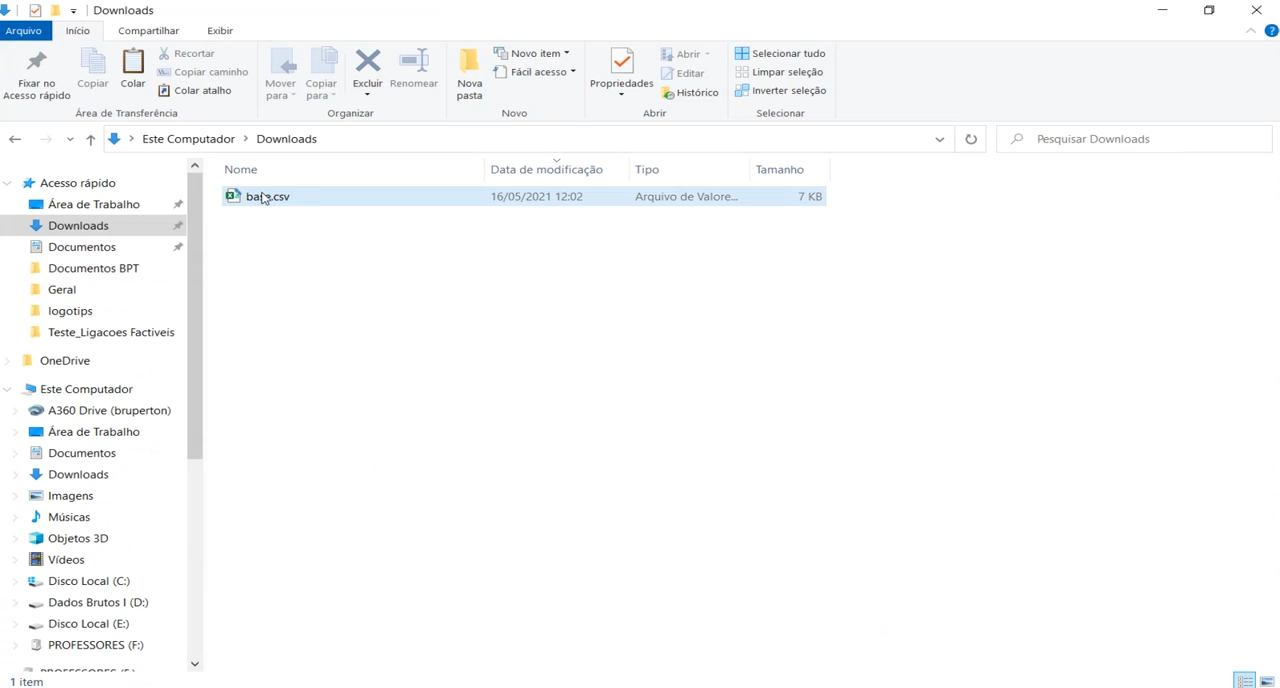 Downloads
Arquivo Início Compartilhar Exibir
Fixar no
Acesso rápido
Copiar
Colar
Recortar
Copiar caminho
Colar atalho
Área de Transferência
Mover
para
Copiar
para
Excluir
Renomear
Organizar
Nova
pasta
Novo item
Fácil acesso
Novo
Propriedades
Abrir
Editar
Histórico
Abrir
Selecionar tudo
Limpar seleção
Inverter seleção
Selecionar
Este Computador > Downloads
Pesquisar Downloads
Nome Data de modificação Tipo Tamanho
base.csv 16/05/2021 12:02 Arquivo de Valore... 7 KB
Acesso rápido
Área de Trabalho
Downloads
Documentos
Documentos BPT
Geral
logotips
Teste_Ligacoes Factiveis
OneDrive
Este Computador
A360 Drive (bruperton)
Área de Trabalho
Documentos
Downloads
Imagens
Músicas
Objetos 3D
Vídeos
Disco Local (C:)
Dados Brutos I (D:)
Disco Local (E:)
PROFESSORES (F:)
1 item